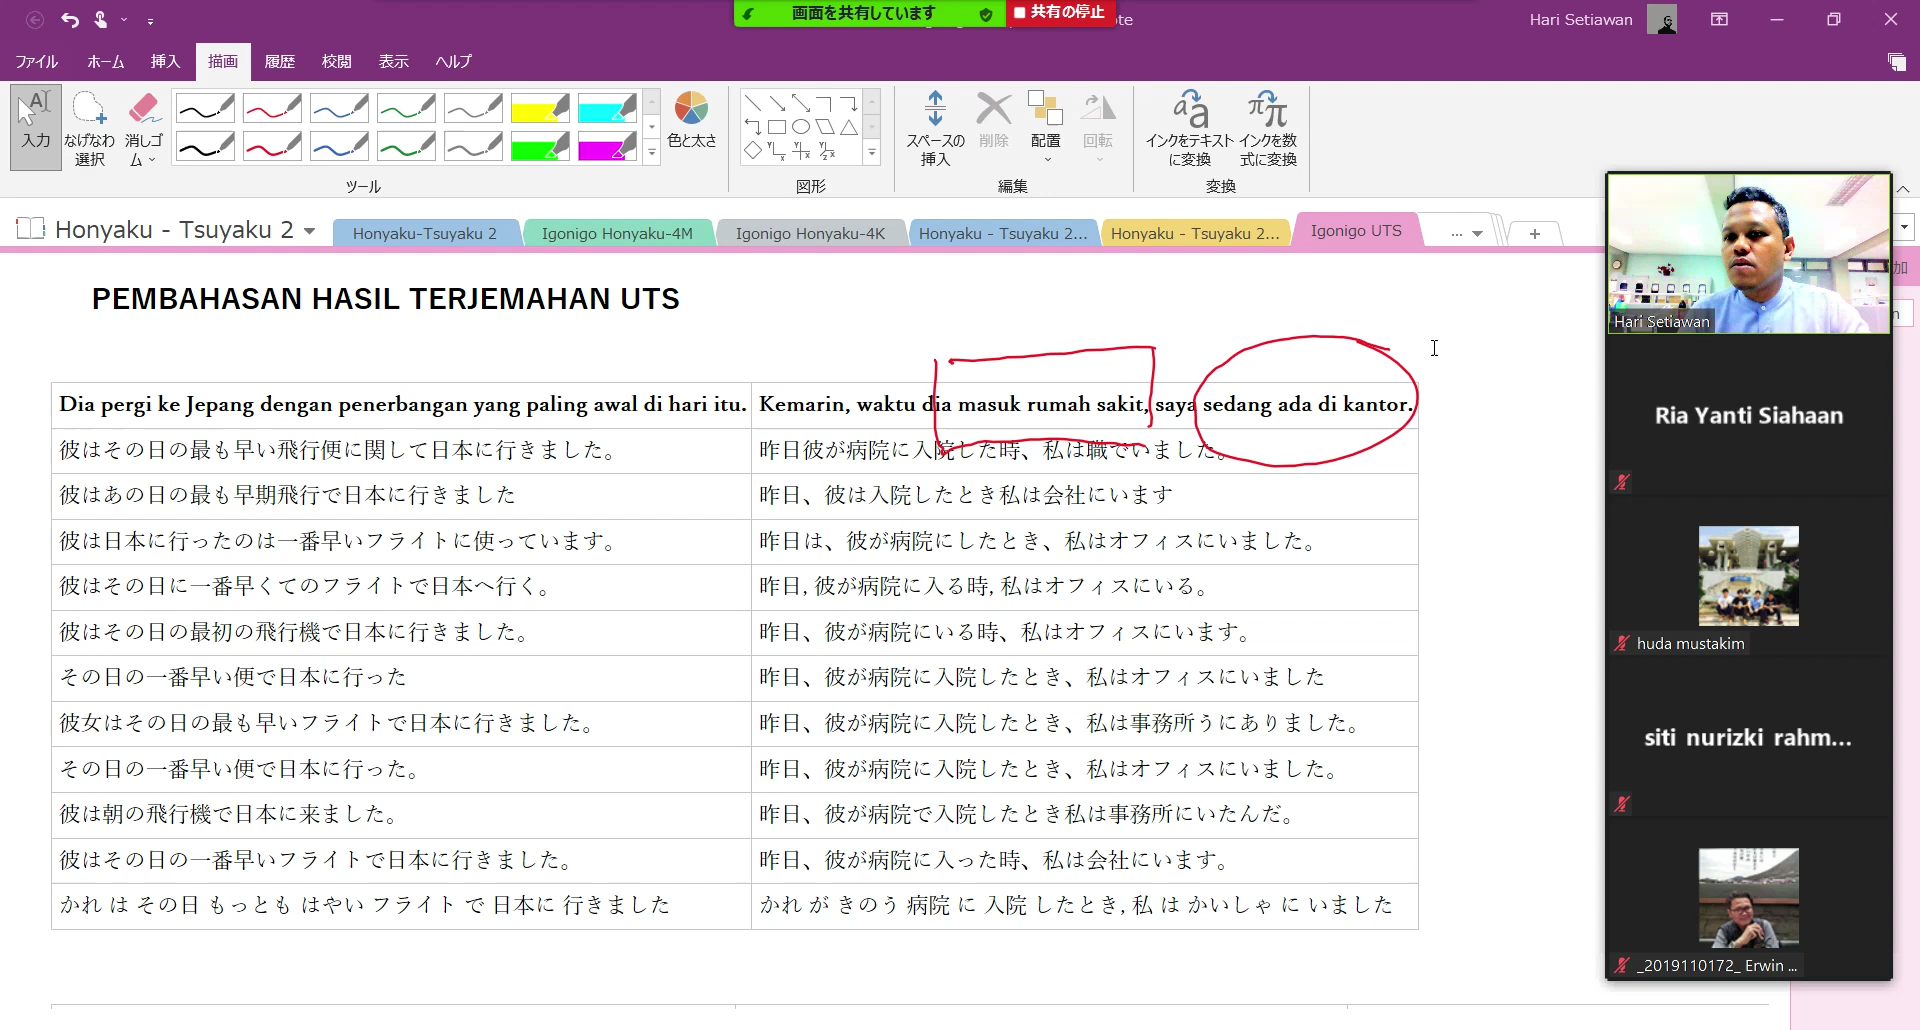 画面を共有しています
共有の停止
te
Hari Setiawan
ファイル
ホーム
挿入
描画
履歴
校閲
表示
ヘルプ
入力
なげなわ
選択
消しゴ
ム
色と太さ
スペースの
挿入
削除
配置
回転
インクをテキスト
に変換
インクを数
式に変換
ツール
図形
編集
変換
Honyaku - Tsuyaku 2
Honyaku-Tsuyaku 2
Igonigo Honyaku-4M
Igonigo Honyaku-4K
Honyaku - Tsuyaku 2...
Honyaku - Tsuyaku 2...
Igonigo UTS
...
加
n
PEMBAHASAN HASIL TERJEMAHAN UTS
Dia pergi ke Jepang dengan penerbangan yang paling awal di hari itu.
Kemarin, waktu dia masuk rumah sakit, saya sedang ada di kantor.
彼はその日の最も早い飛行便に関して日本に行きました。
昨日彼が病院に入院した時、私は職でいました。
彼はあの日の最も早期飛行で日本に行きました
昨日、彼は入院したとき私は会社にいます
彼は日本に行ったのは一番早いフライトに使っています。
昨日は、彼が病院にしたとき、私はオフィスにいました。
彼はその日に一番早くてのフライトで日本へ行く。
昨日, 彼が病院に入る時, 私はオフィスにいる。
彼はその日の最初の飛行機で日本に行きました。
昨日、彼が病院にいる時、私はオフィスにいます。
その日の一番早い便で日本に行った
昨日、彼が病院に入院したとき、私はオフィスにいました
彼女はその日の最も早いフライトで日本に行きました。
昨日、彼が病院に入院したとき、私は事務所うにありました。
その日の一番早い便で日本に行った。
昨日、彼が病院に入院したとき、私はオフィスにいました。
彼は朝の飛行機で日本に来ました。
昨日、彼が病院で入院したとき私は事務所にいたんだ。
彼はその日の一番早いフライトで日本に行きました。
昨日、彼が病院に入った時、私は会社にいます。
かれ は その日 もっとも はやい フライト で 日本に 行きました
かれ が きのう 病院 に 入院 したとき, 私 は かいしゃ に いました
Hari Setiawan
Ria Yanti Siahaan
huda mustakim
siti nurizki rahm...
_2019110172_ Erwin ...